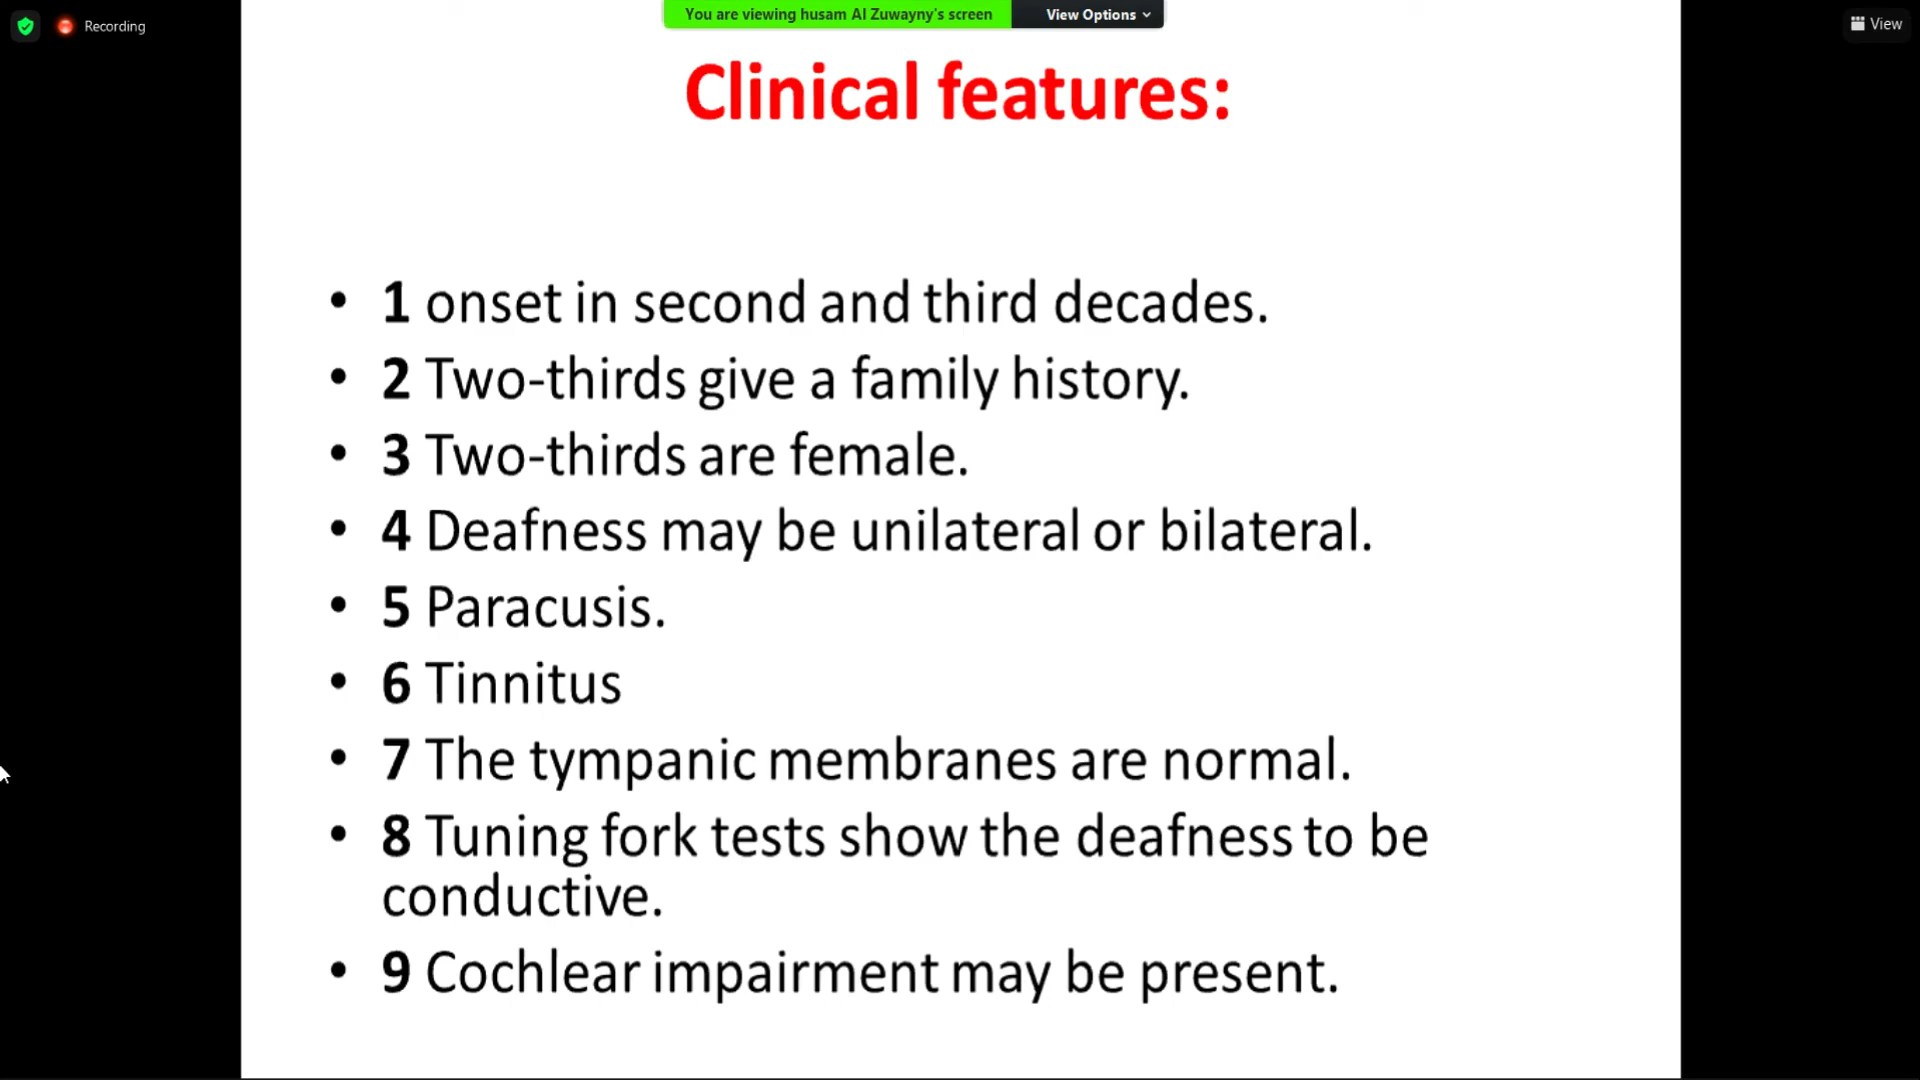 Recording
You are viewing husam Al Zuwayny's screen
View Options
View
Clinical features:
• 1 onset in second and third decades.
• 2 Two-thirds give a family history.
• 3 Two-thirds are female.
• 4 Deafness may be unilateral or bilateral.
• 5 Paracusis.
• 6 Tinnitus
• 7 The tympanic membranes are normal.
• 8 Tuning fork tests show the deafness to be
conductive.
• 9 Cochlear impairment may be present.